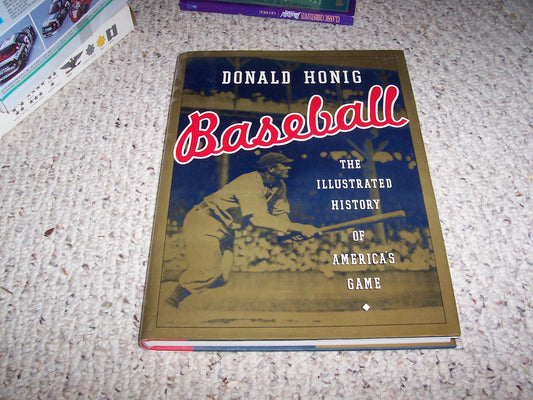 DONALD HONIG
Baseball
THE
ILLUSTRATED
HISTORY
OF
AMERICA'S
GAME